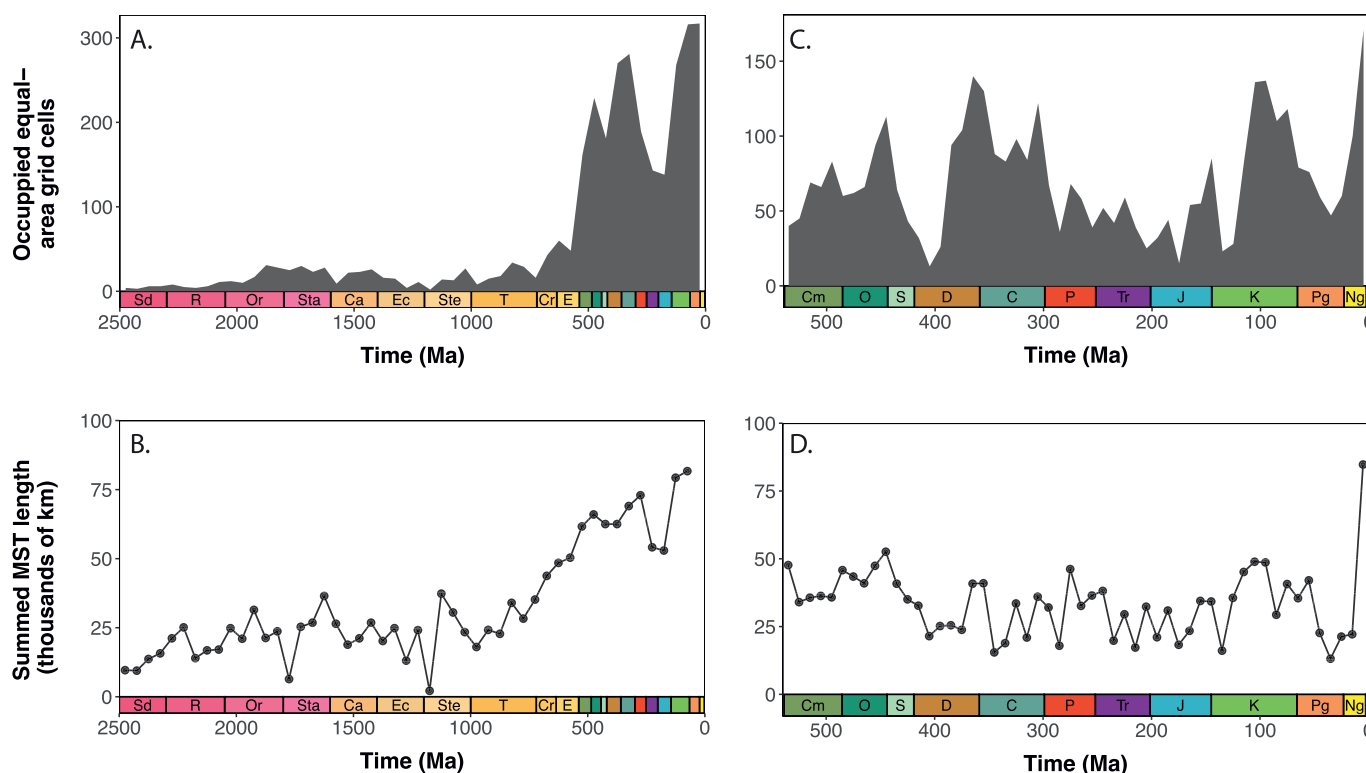 A.
Occuppied equal–
area grid cells
300
200
100
0
Sd R Or Sta Ca Ec Ste T Cr E
2500 2000 1500 1000 500 0
Time (Ma)
C.
150
100
50
0
Cm O S D C P Tr J K Pg Ng
500 400 300 200 100
Time (Ma)
B.
Summed MST length
(thousands of km)
100
75
50
25
0
Sd R Or Sta Ca Ec Ste T Cr E
2500 2000 1500 1000 500 0
Time (Ma)
D.
100
75
50
25
0
Cm O S D C P Tr J K Pg Ng
500 400 300 200 100
Time (Ma)